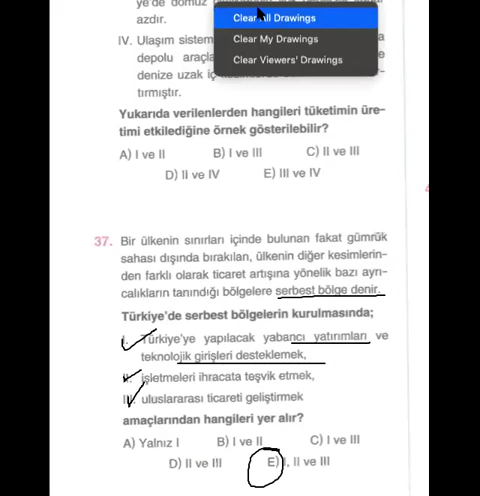 azdır.
Clear All Drawings
Clear My Drawings
Clear Viewers' Drawings
IV. Ulaşım
depolu
denize uzak
tırmıştır.
Yukarıda verilenlerden hangileri tüketimin üre-
timi etkilediğine örnek gösterilebilir?
A) I ve II B) I ve III C) II ve III
D) II ve IV E) III ve IV
37. Bir ülkenin sınırları içinde bulunan fakat gümrük
sahası dışında bırakılan, ülkenin diğer kesimlerin-
den farklı olarak ticaret artışına yönelik bazı ayrı-
calıkların tanındığı bölgelere serbest bölge denir.
Türkiye'de serbest bölgelerin kurulmasında;
I. Türkiye'ye yapılacak yabancı yatırımları ve
teknolojik girişleri desteklemek,
II. işletmeleri ihracata teşvik etmek,
III. uluslararası ticareti geliştirmek
amaçlarından hangileri yer alır?
A) Yalnız I B) I ve II C) I ve III
D) II ve III E) I, II ve III